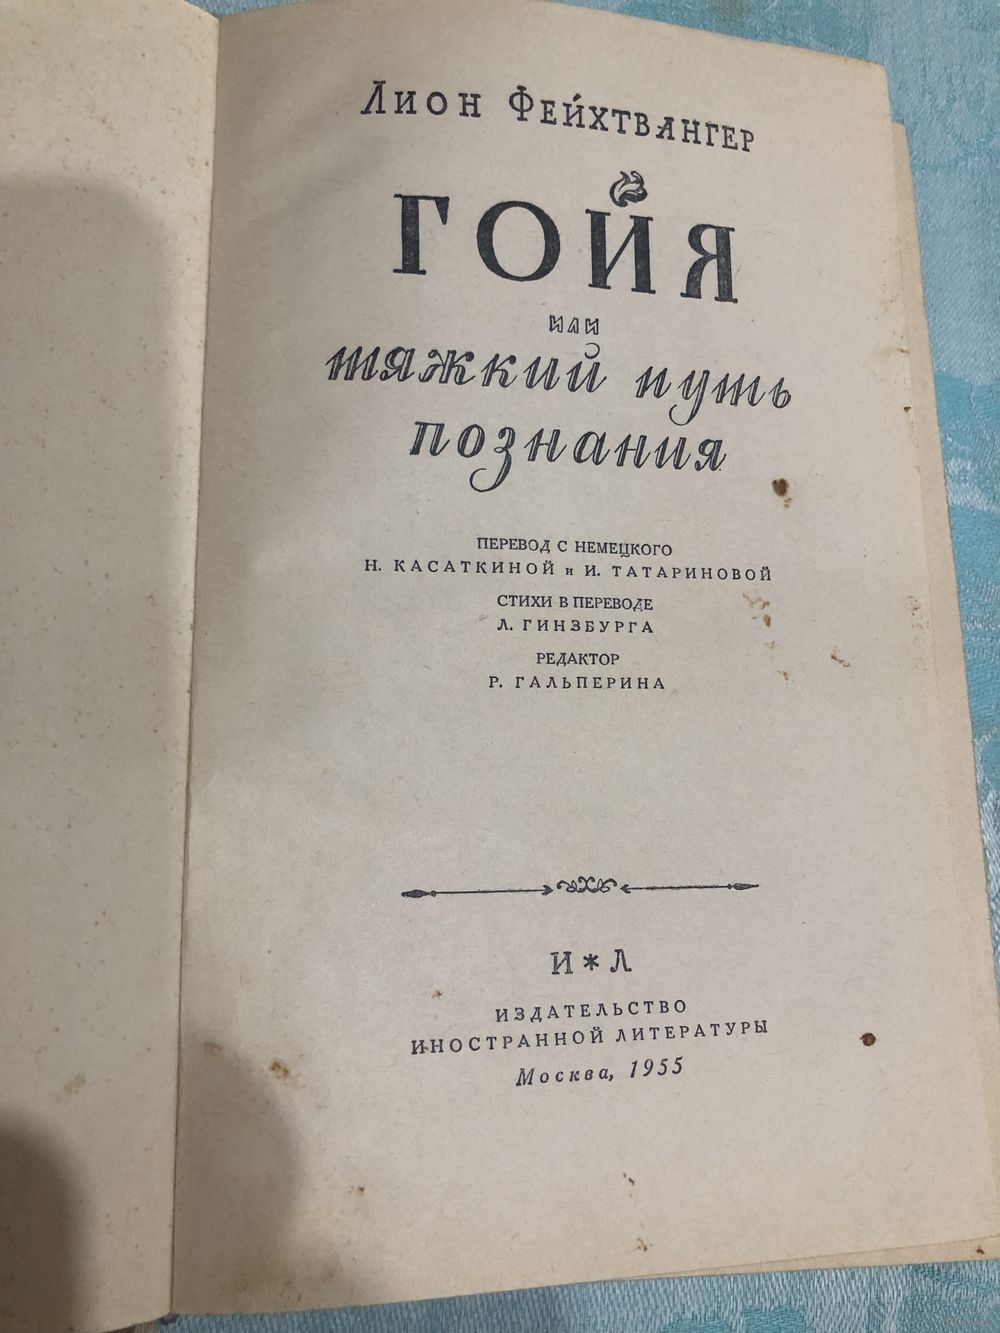 Лион Фейхтвангер
ГОЙЯ
или
тяжкий путь
познания
ПЕРЕВОД С НЕМЕЦКОГО
Н. КАСАТКИНОЙ и И. ТАТАРИНОВОЙ
СТИХИ В ПЕРЕВОДЕ
Л. ГИНЗБУРГА
РЕДАКТОР
Р. ГАЛЬПЕРИНА
И * Л
ИЗДАТЕЛЬСТВО
ИНОСТРАННОЙ ЛИТЕРАТУРЫ
Москва, 1955